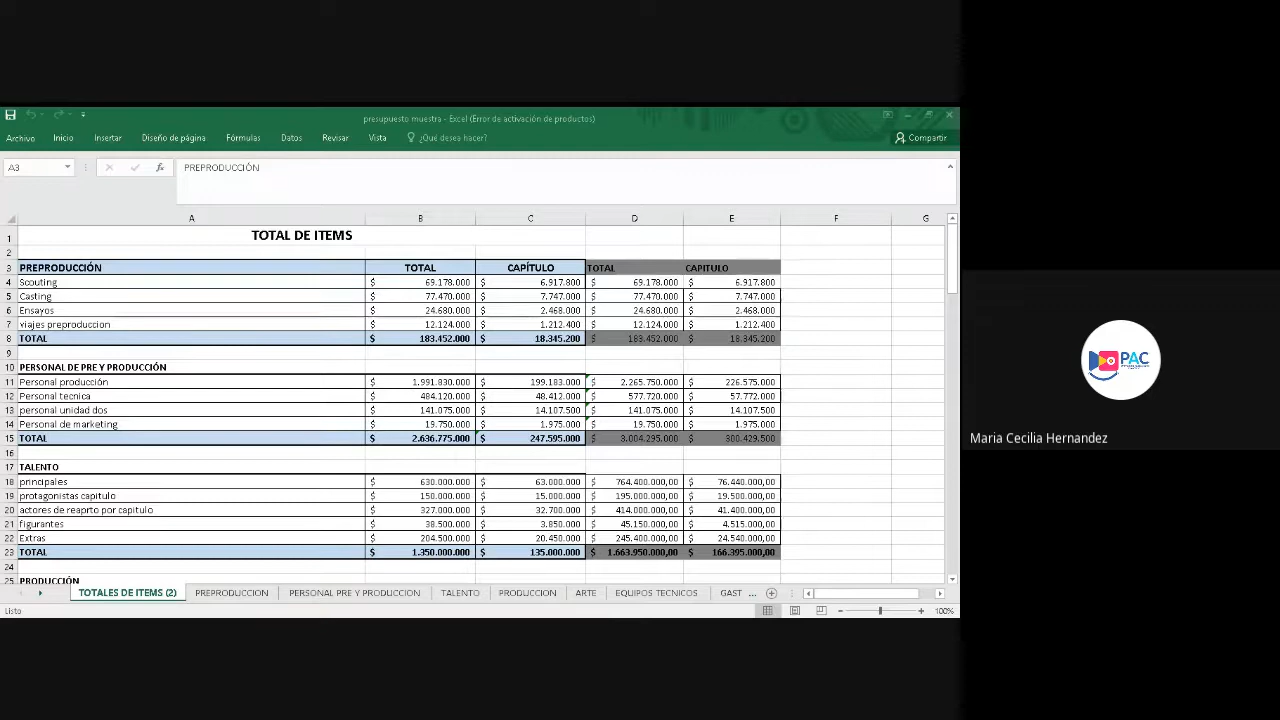 presupuesto muestra - Excel (Error de activación de productos)
Archivo Inicio Insertar Diseño de página Fórmulas Datos Revisar Vista ¿Qué desea hacer? Compartir
A3 fx PREPRODUCCIÓN
A B C D E F G
1 TOTAL DE ITEMS
2
3 PREPRODUCCIÓN TOTAL CAPÍTULO TOTAL CAPITULO
4 Scouting $ 69.178.000 $ 6.917.800 $ 69.178.000 $ 6.917.800
5 Casting $ 77.470.000 $ 7.747.000 $ 77.470.000 $ 7.747.000
6 Ensayos $ 24.680.000 $ 2.468.000 $ 24.680.000 $ 2.468.000
7 viajes preproduccion $ 12.124.000 $ 1.212.400 $ 12.124.000 $ 1.212.400
8 TOTAL $ 183.452.000 $ 18.345.200 $ 183.452.000 $ 18.345.200
9
10 PERSONAL DE PRE Y PRODUCCIÓN
11 Personal producción $ 1.991.830.000 $ 199.183.000 $ 2.265.750.000 $ 226.575.000
12 Personal tecnica $ 484.120.000 $ 48.412.000 $ 577.720.000 $ 57.772.000
13 personal unidad dos $ 141.075.000 $ 14.107.500 $ 141.075.000 $ 14.107.500
14 Personal de marketing $ 19.750.000 $ 1.975.000 $ 19.750.000 $ 1.975.000
15 TOTAL $ 2.636.775.000 $ 247.595.000 $ 3.004.295.000 $ 300.429.500
16
17 TALENTO
18 principales $ 630.000.000 $ 63.000.000 $ 764.400.000,00 $ 76.440.000,00
19 protagonistas capitulo $ 150.000.000 $ 15.000.000 $ 195.000.000,00 $ 19.500.000,00
20 actores de reaprto por capitulo $ 327.000.000 $ 32.700.000 $ 414.000.000,00 $ 41.400.000,00
21 figurantes $ 38.500.000 $ 3.850.000 $ 45.150.000,00 $ 4.515.000,00
22 Extras $ 204.500.000 $ 20.450.000 $ 245.400.000,00 $ 24.540.000,00
23 TOTAL $ 1.350.000.000 $ 135.000.000 $ 1.663.950.000,00 $ 166.395.000,00
24
25 PRODUCCIÓN
TOTALES DE ITEMS (2) PREPRODUCCION PERSONAL PRE Y PRODUCCION TALENTO PRODUCCION ARTE EQUIPOS TECNICOS GAST ...
Listo 100%
PAC
Maria Cecilia Hernandez